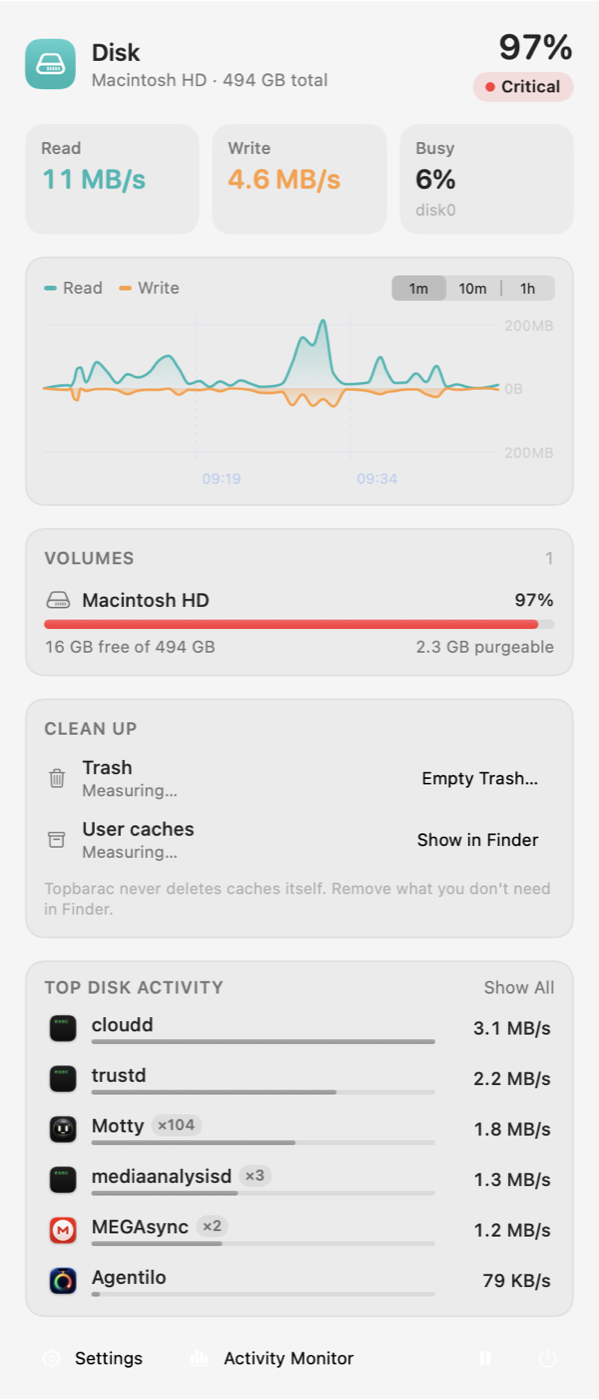 Disk
Macintosh HD · 494 GB total
97%
Critical
Read
11 MB/s
Write
4.6 MB/s
Busy
6%
disk0
Read
Write
1m
10m
1h
200MB
0B
200MB
09:19
09:34
VOLUMES
1
Macintosh HD
97%
16 GB free of 494 GB
2.3 GB purgeable
CLEAN UP
Trash
Measuring...
Empty Trash...
User caches
Measuring...
Show in Finder
Topbarac never deletes caches itself. Remove what you don't need
in Finder.
TOP DISK ACTIVITY
Show All
cloudd
3.1 MB/s
trustd
2.2 MB/s
Motty ×104
1.8 MB/s
mediaanalysisd ×3
1.3 MB/s
MEGAsync ×2
1.2 MB/s
Agentilo
79 KB/s
Settings
Activity Monitor